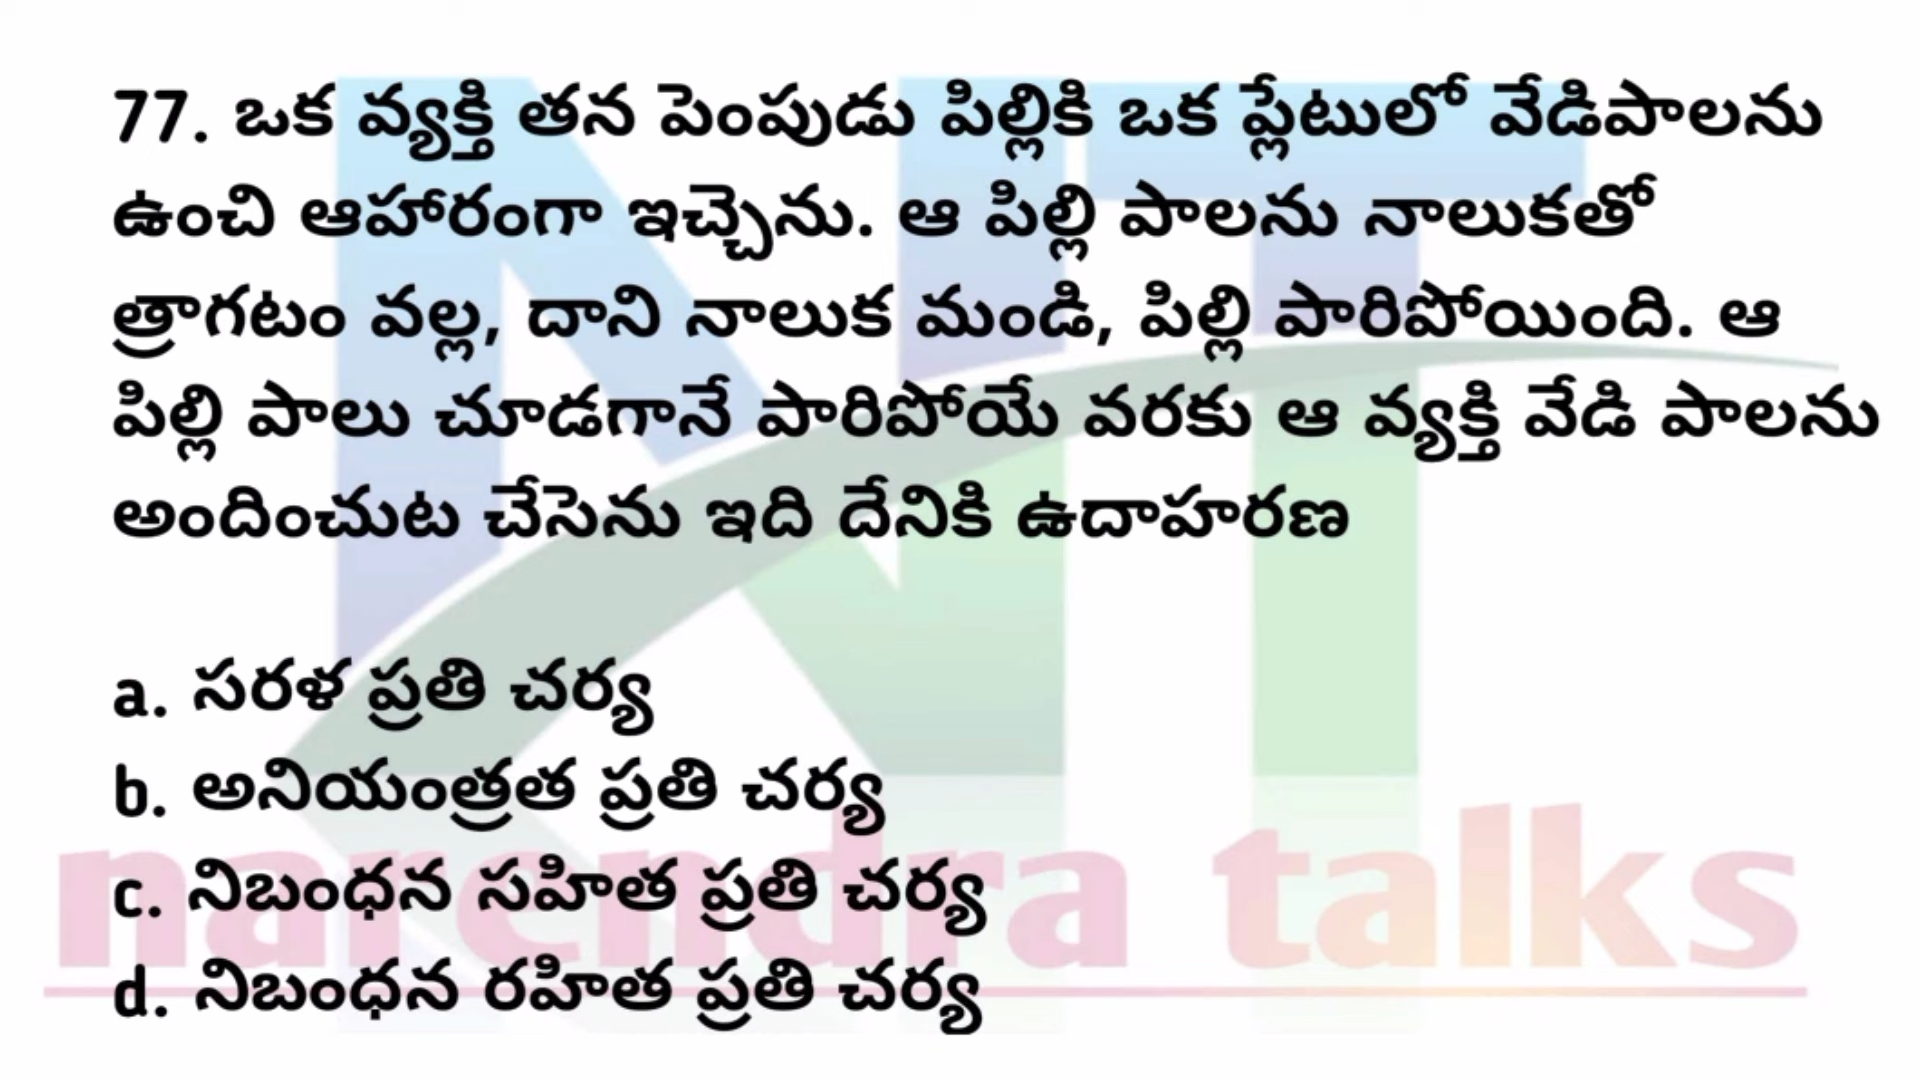 77. ఒక వ్యక్తి తన పెంపుడు పిల్లికి ఒక ప్లేటులో వేడిపాలను
ఉంచి ఆహారంగా ఇచ్చెను. ఆ పిల్లి పాలను నాలుకతో
త్రాగటం వల్ల, దాని నాలుక మండి, పిల్లి పారిపోయింది. ఆ
పిల్లి పాలు చూడగానే పారిపోయే వరకు ఆ వ్యక్తి వేడి పాలను
అందించుట చేసెను ఇది దేనికి ఉదాహరణ
a. సరళ ప్రతి చర్య
b. అనియంత్రత ప్రతి చర్య
c. నిబంధన సహిత ప్రతి చర్య
d. నిబంధన రహిత ప్రతి చర్య
NT
narendra talks